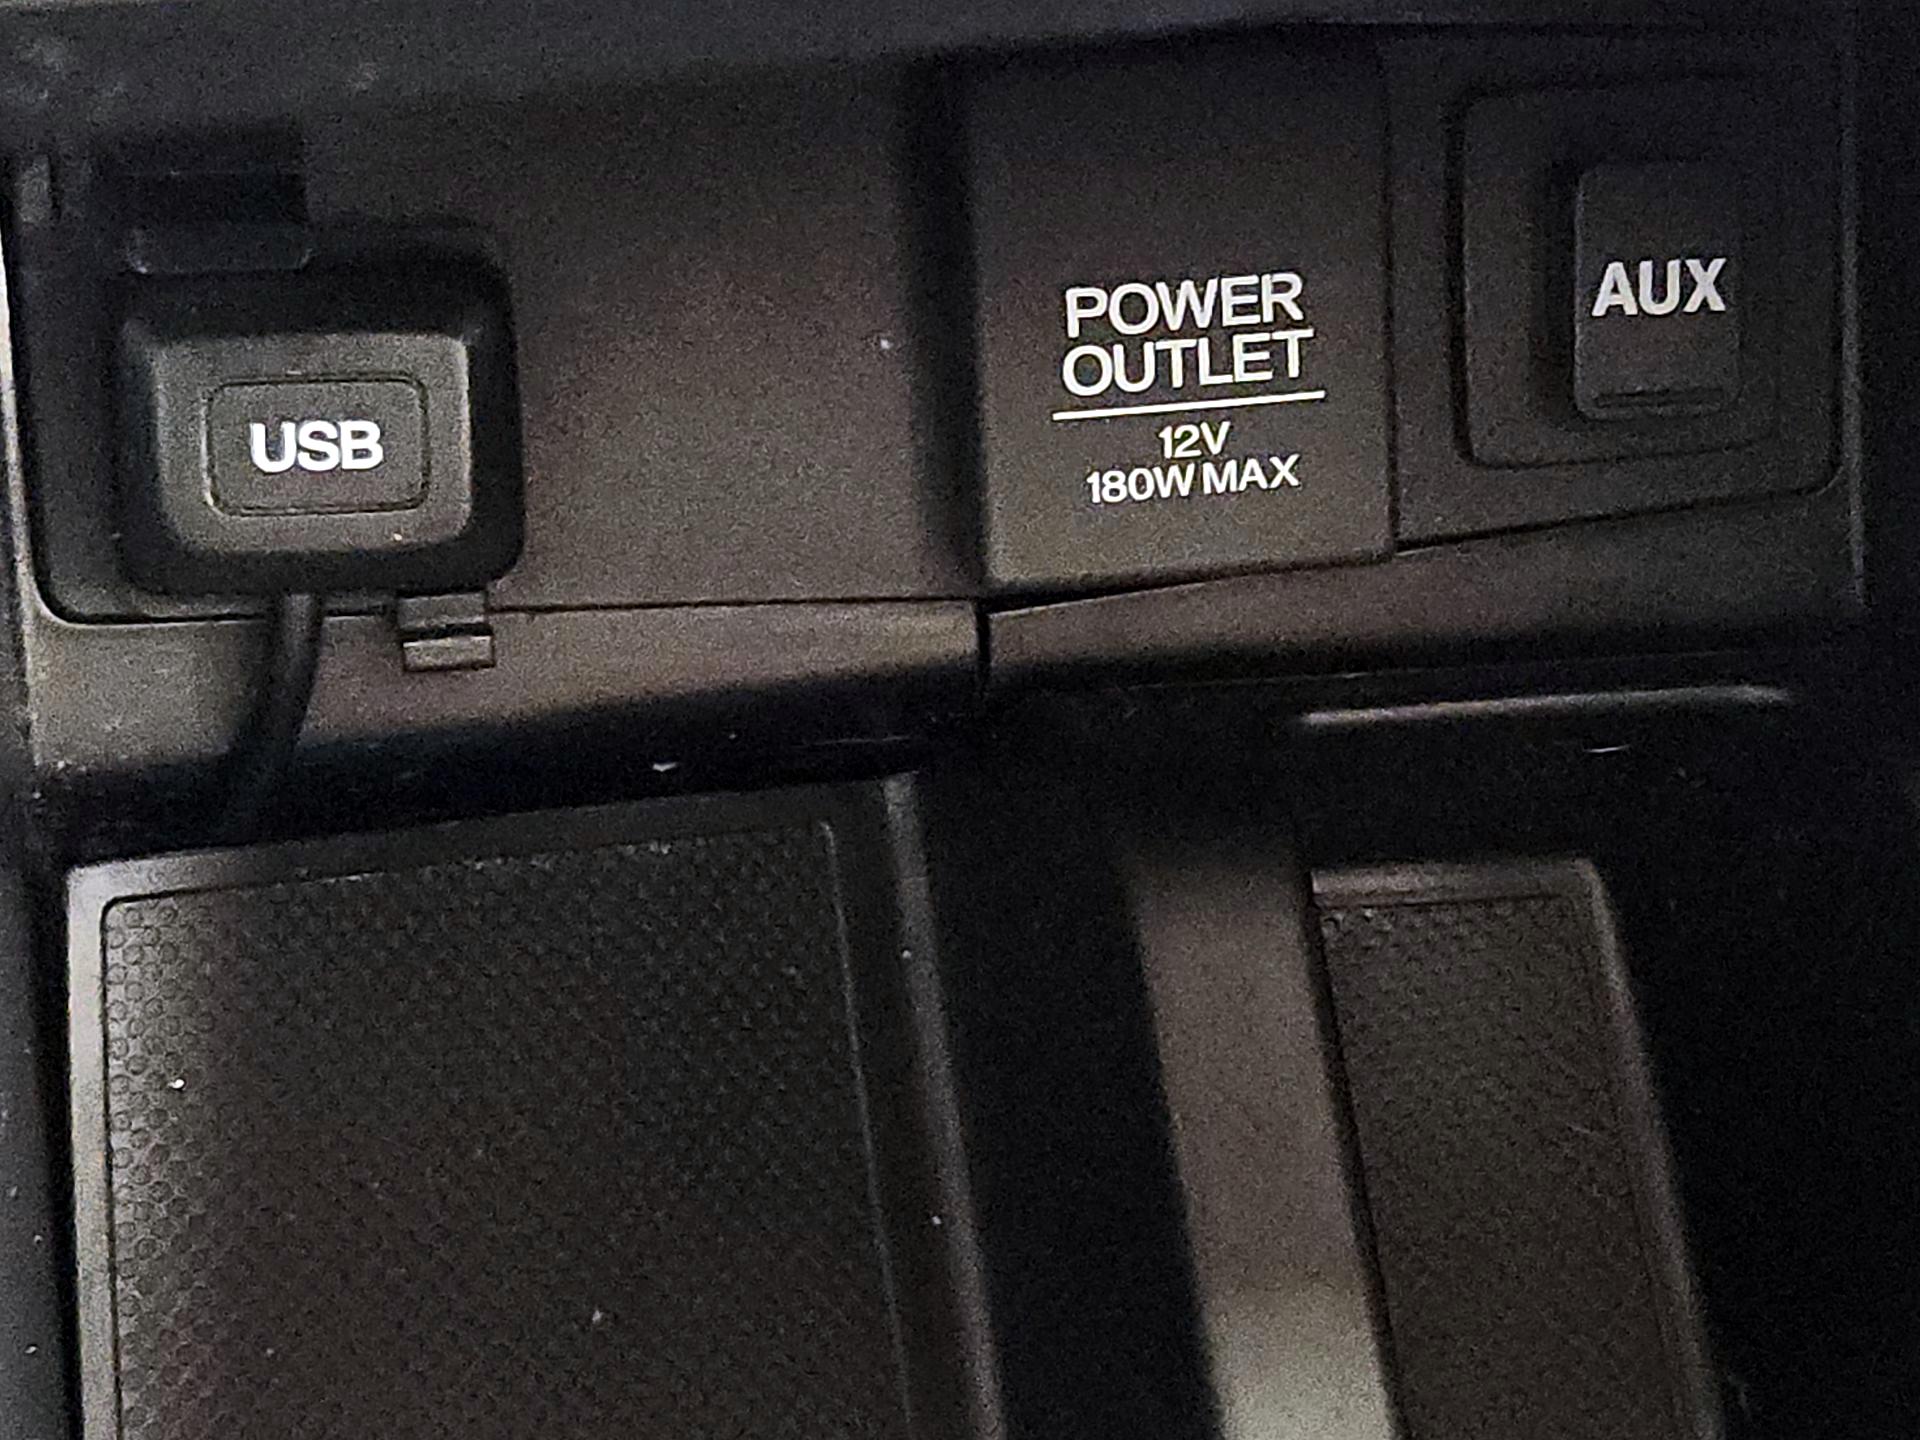 USB
POWER
OUTLET
12V
180W MAX
AUX